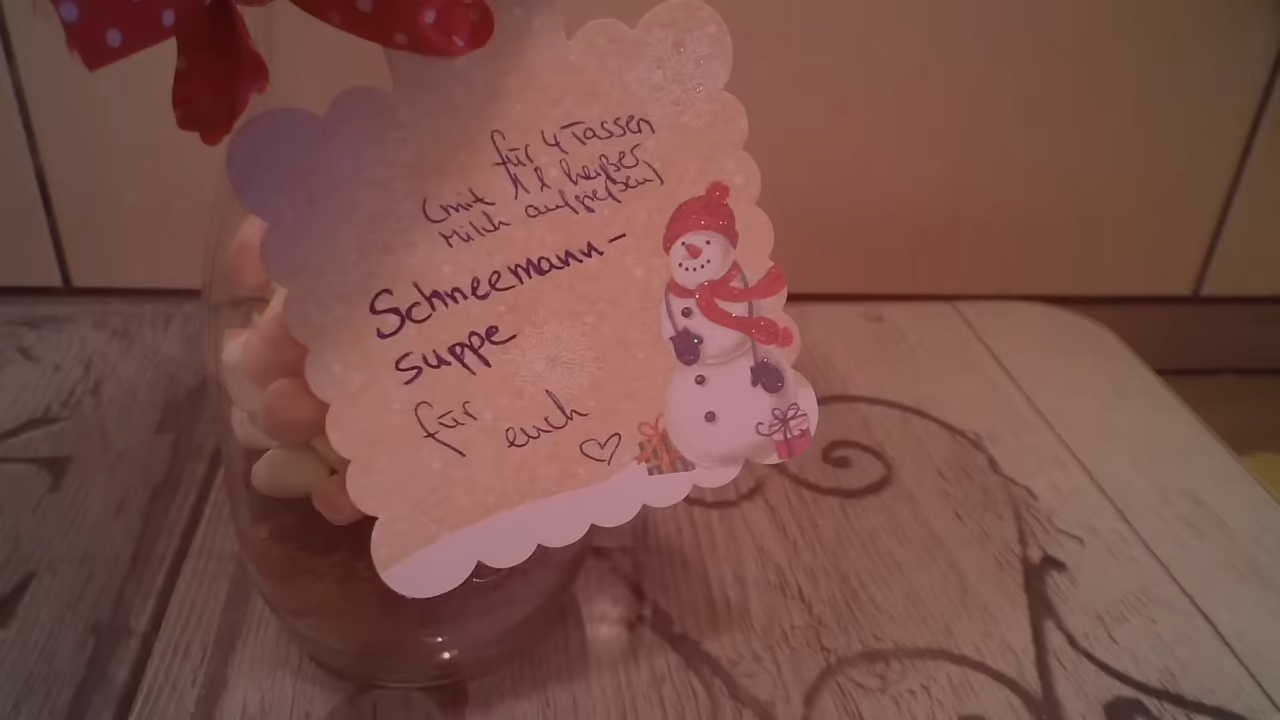 für 4 Tassen
(mit 1 l heißer
Milch aufgießen)
Schneemann-
suppe
für
euch